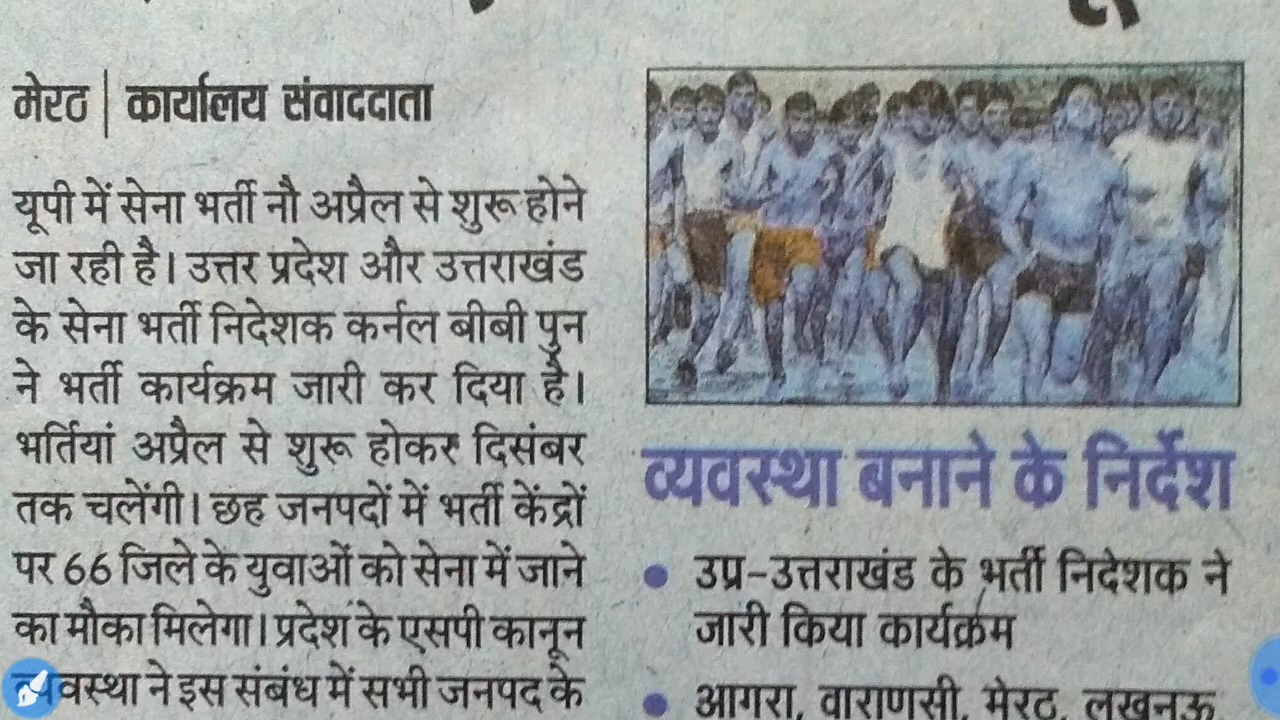 मेरठ | कार्यालय संवाददाता
यूपी में सेना भर्ती नौ अप्रैल से शुरू होने
जा रही है। उत्तर प्रदेश और उत्तराखंड
के सेना भर्ती निदेशक कर्नल बीबी पुन
ने भर्ती कार्यक्रम जारी कर दिया है।
भर्तियां अप्रैल से शुरू होकर दिसंबर
तक चलेंगी। छह जनपदों में भर्ती केंद्रों
पर 66 जिले के युवाओं को सेना में जाने
का मौका मिलेगा। प्रदेश के एसपी कानून
व्यवस्था ने इस संबंध में सभी जनपद के
व्यवस्था बनाने के निर्देश
• उप्र-उत्तराखंड के भर्ती निदेशक ने
जारी किया कार्यक्रम
• आगरा, वाराणसी, मेरठ, लखनऊ